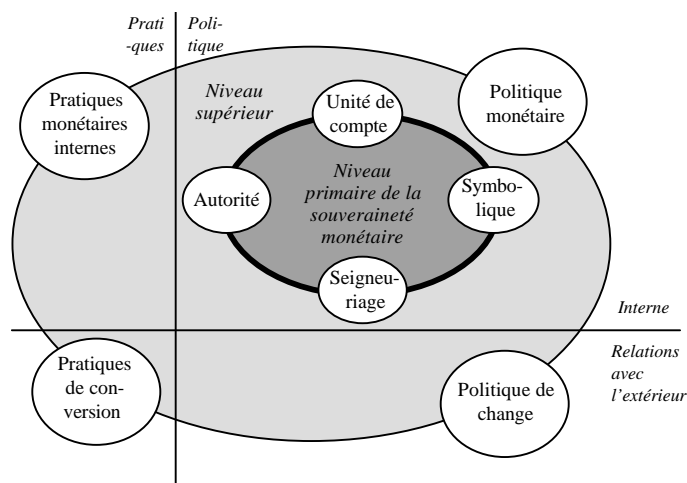 Prati
-ques
Poli-
tique
Pratiques
monétaires
internes
Niveau
supérieur
Unité de
compte
Politique
monétaire
Autorité
Niveau
primaire de la
souveraineté
monétaire
Symbo-
lique
Seigneu-
riage
Interne
Relations
avec
l'extérieur
Pratiques
de con-
version
Politique de
change